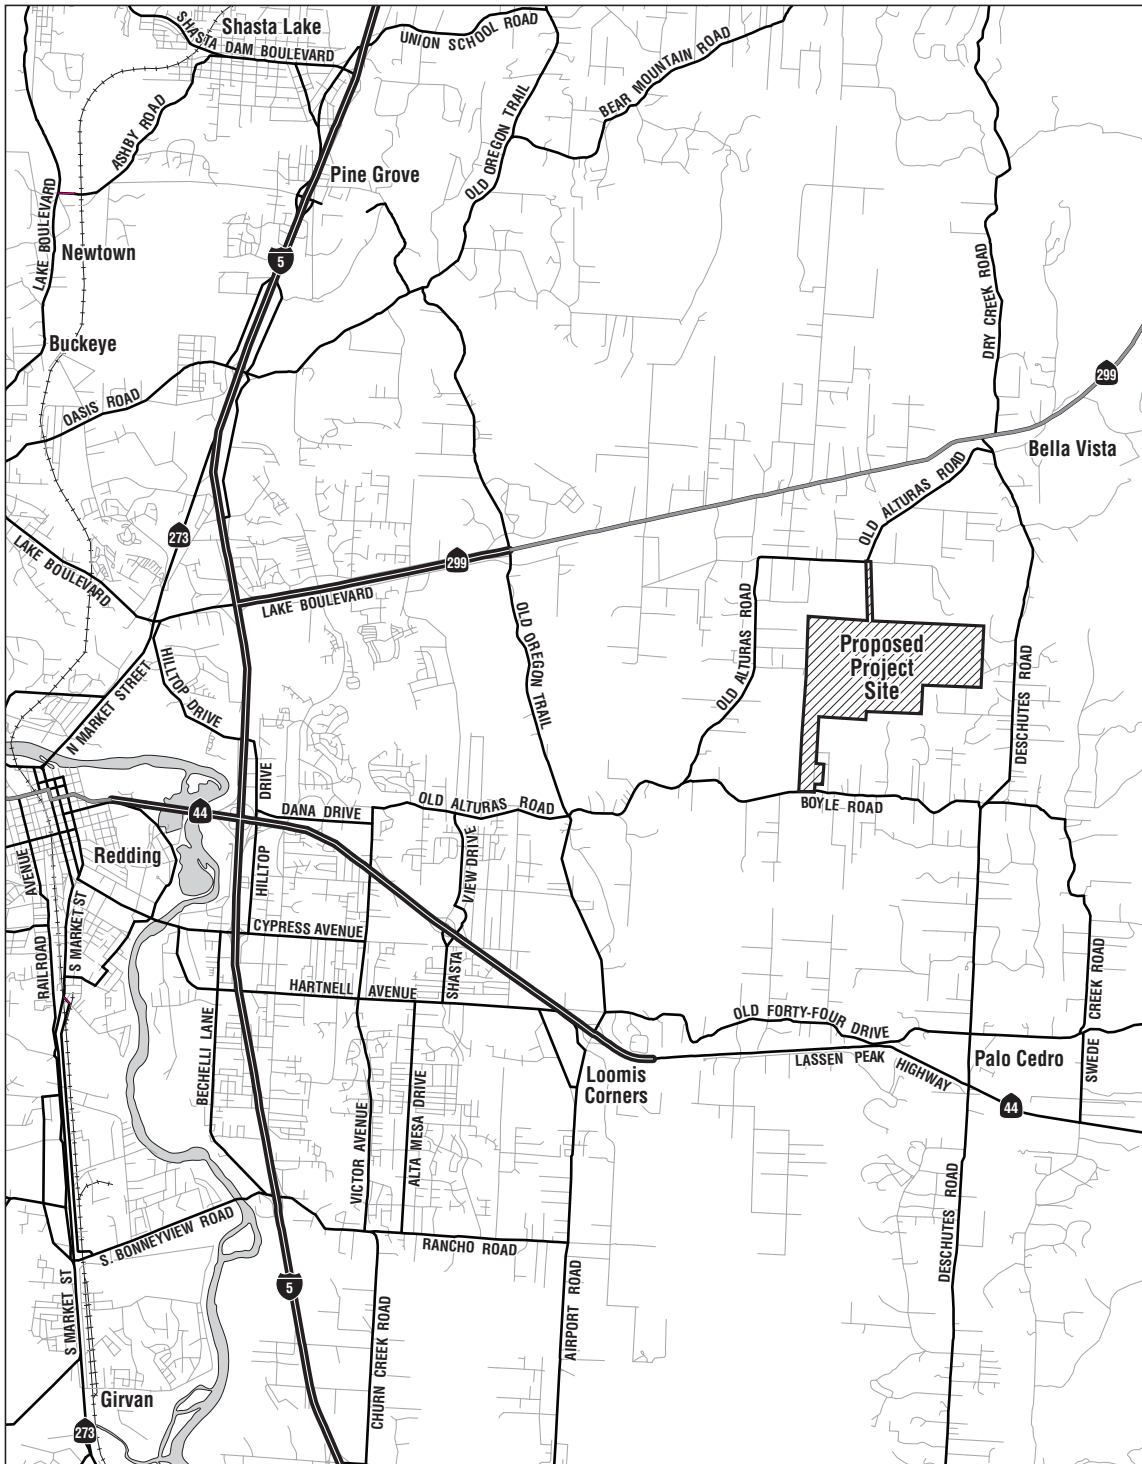 Shasta Lake
SHASTA DAM BOULEVARD
UNION SCHOOL ROAD
BEAR MOUNTAIN ROAD
ASHBY ROAD
OLD OREGON TRAIL
Pine Grove
LAKE BOULEVARD
Newtown
5
DRY CREEK ROAD
Buckeye
299
OASIS ROAD
Bella Vista
OLD ALTURAS ROAD
273
LAKE BOULEVARD
299
LAKE BOULEVARD
OLD OREGON TRAIL
OLD ALTURAS ROAD
Proposed
Project
Site
HILLTOP DRIVE
N MARKET STREET
DESCHUTES ROAD
DRIVE
HILLTOP
DANA DRIVE
OLD ALTURAS ROAD
BOYLE ROAD
44
Redding
VIEW DRIVE
SHASTA
AVENUE
RAILROAD
S MARKET ST
CYPRESS AVENUE
HARTNELL AVENUE
CREEK ROAD
SWEDE
OLD FORTY-FOUR DRIVE
LASSEN PEAK HIGHWAY
Palo Cedro
Loomis
Corners
44
BECHELLI LANE
VICTOR AVENUE
ALTA MESA DRIVE
DESCHUTES ROAD
S. BONNEYVIEW ROAD
RANCHO ROAD
5
S MARKET ST
CHURN CREEK ROAD
AIRPORT ROAD
Girvan
273